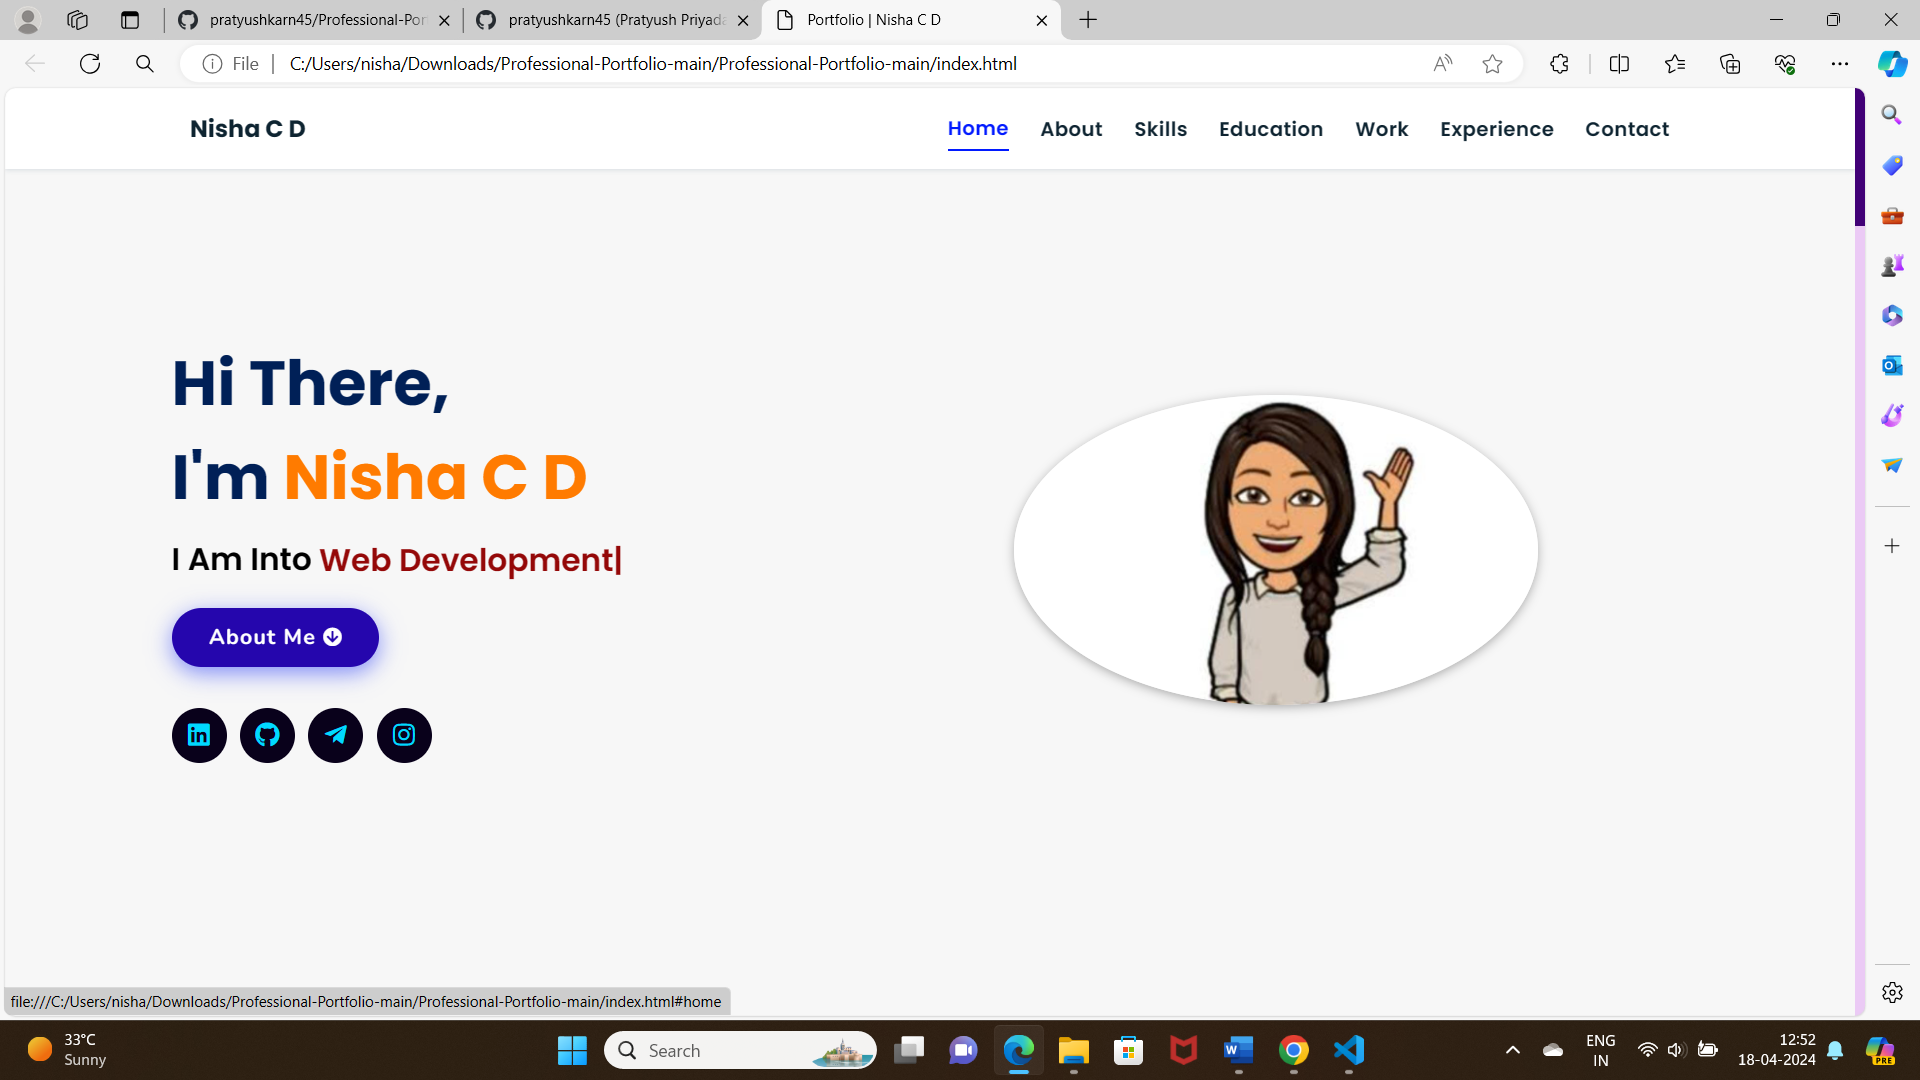 pratyushkarn45/Professional-Por
pratyushkarn45 (Pratyush Priyada
Portfolio | Nisha C D
File
C:/Users/nisha/Downloads/Professional-Portfolio-main/Professional-Portfolio-main/index.html
Nisha C D
Home
About
Skills
Education
Work
Experience
Contact
Hi There,
I'm Nisha C D
I Am Into Web Development|
About Me
file:///C:/Users/nisha/Downloads/Professional-Portfolio-main/Professional-Portfolio-main/index.html#home
33°C
Sunny
Search
ENG
IN
12:52
18-04-2024
PRE